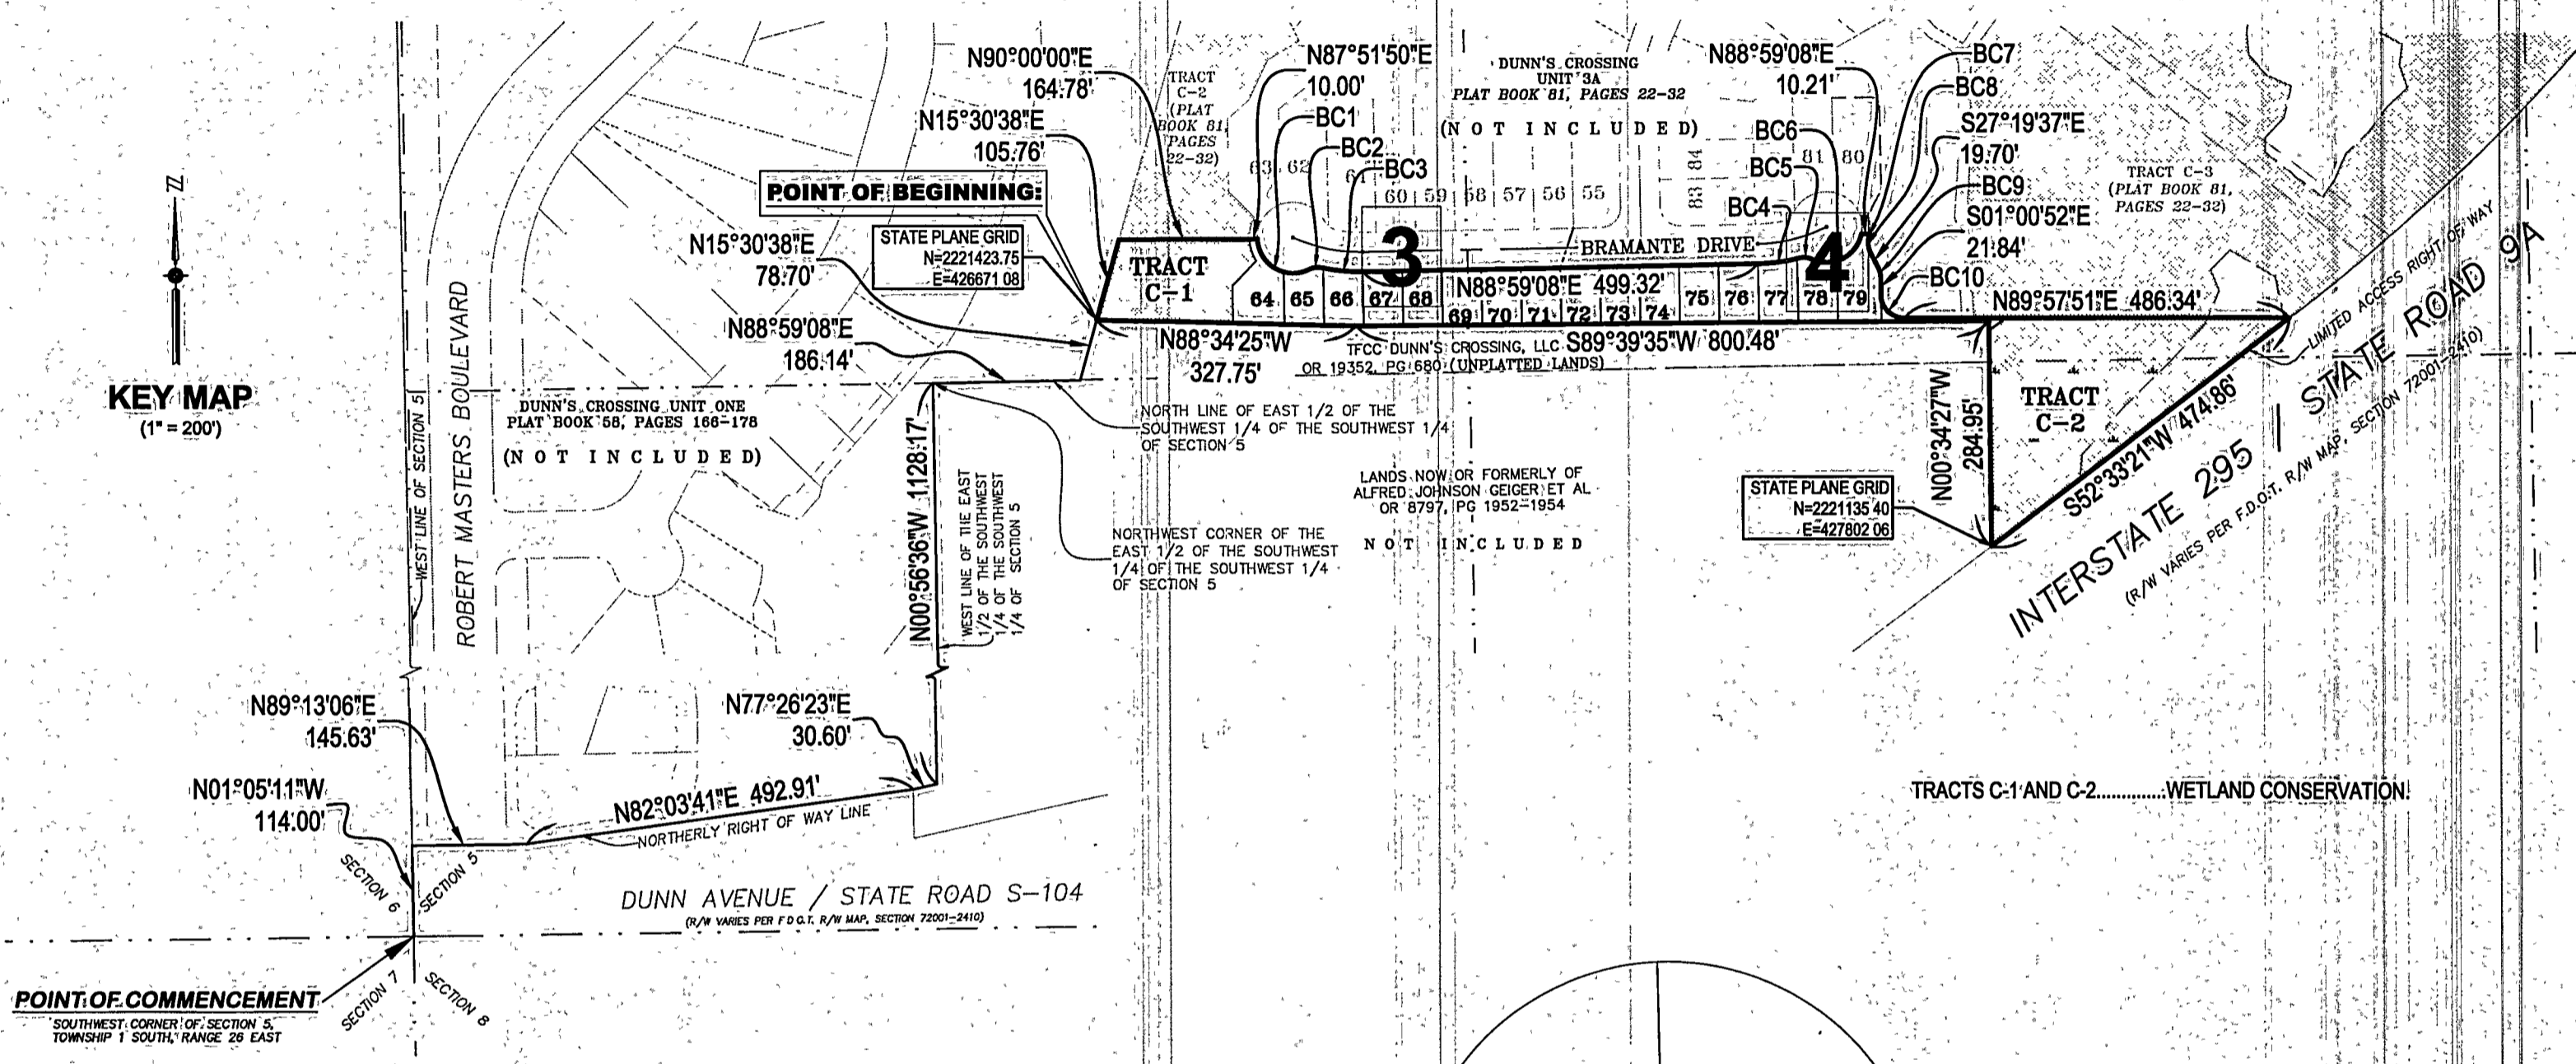 N90°00'00"E
164.78'
N15°30'38"E
105.76'
POINT OF BEGINNING:
STATE PLANE GRID
N=2221423.75
E=426671 08
N15°30'38"E
78.70'
N88°59'08"E
186.14'
TRACT
C-2
(PLAT
BOOK 81,
PAGES
22-32)
N87°51'50"E
10.00'
BC1
BC2
BC3
DUNN'S CROSSING
UNIT 3A
PLAT BOOK 81, PAGES 22-32
(NOT INCLUDED)
N88°59'08"E
10.21'
BC7
BC8
S27°19'37"E
19.70'
BC9
S01°00'52"E
21.84'
BC10
BC6
BC5
BC4
63 62 61 60 59 58 57 56 55
83 84 81 80
TRACT C-3
(PLAT BOOK 81,
PAGES 22-32)
BRAMANTE DRIVE
TRACT
C-1
3
4
64 65 66 67 68
69 70 71 72 73 74
75 76 77 78 79
N88°59'08"E 499.32'
N89°57'51"E 486.34'
N88°34'25"W
327.75'
S89°39'35"W 800.48'
TFCC DUNN'S CROSSING, LLC
OR 19352, PG 680 (UNPLATTED LANDS)
LIMITED ACCESS RIGHT OF WAY
INTERSTATE 295 | STATE ROAD 9A
(R/W VARIES PER F.D.O.T. R/W MAP, SECTION 72001-2410)
TRACT
C-2
N00°34'27"W
284.95'
S52°33'21"W 474.86'
STATE PLANE GRID
N=2221135 40
E=427802 06
KEY MAP
(1" = 200')
WEST LINE OF SECTION 5
ROBERT MASTERS BOULEVARD
DUNN'S CROSSING UNIT ONE
PLAT BOOK 58, PAGES 166-178
(NOT INCLUDED)
N00°56'36"W 1128.17'
WEST LINE OF THE EAST
1/2 OF THE SOUTHWEST
1/4 OF THE SOUTHWEST
1/4 OF SECTION 5
NORTH LINE OF EAST 1/2 OF THE
SOUTHWEST 1/4 OF THE SOUTHWEST 1/4
OF SECTION 5
NORTHWEST CORNER OF THE
EAST 1/2 OF THE SOUTHWEST
1/4 OF THE SOUTHWEST 1/4
OF SECTION 5
LANDS NOW OR FORMERLY OF
ALFRED JOHNSON GEIGER ET AL
OR 8797, PG 1952-1954
NOT INCLUDED
N89°13'06"E
145.63'
N77°26'23"E
30.60'
N01°05'11"W
114.00'
N82°03'41"E 492.91'
NORTHERLY RIGHT OF WAY LINE
TRACTS C-1 AND C-2..............WETLAND CONSERVATION
SECTION 6
SECTION 5
DUNN AVENUE / STATE ROAD S-104
(R/W VARIES PER F D O.T. R/W MAP, SECTION 72001-2410)
SECTION 7
SECTION 8
POINT OF COMMENCEMENT
SOUTHWEST CORNER OF SECTION 5,
TOWNSHIP 1 SOUTH, RANGE 26 EAST